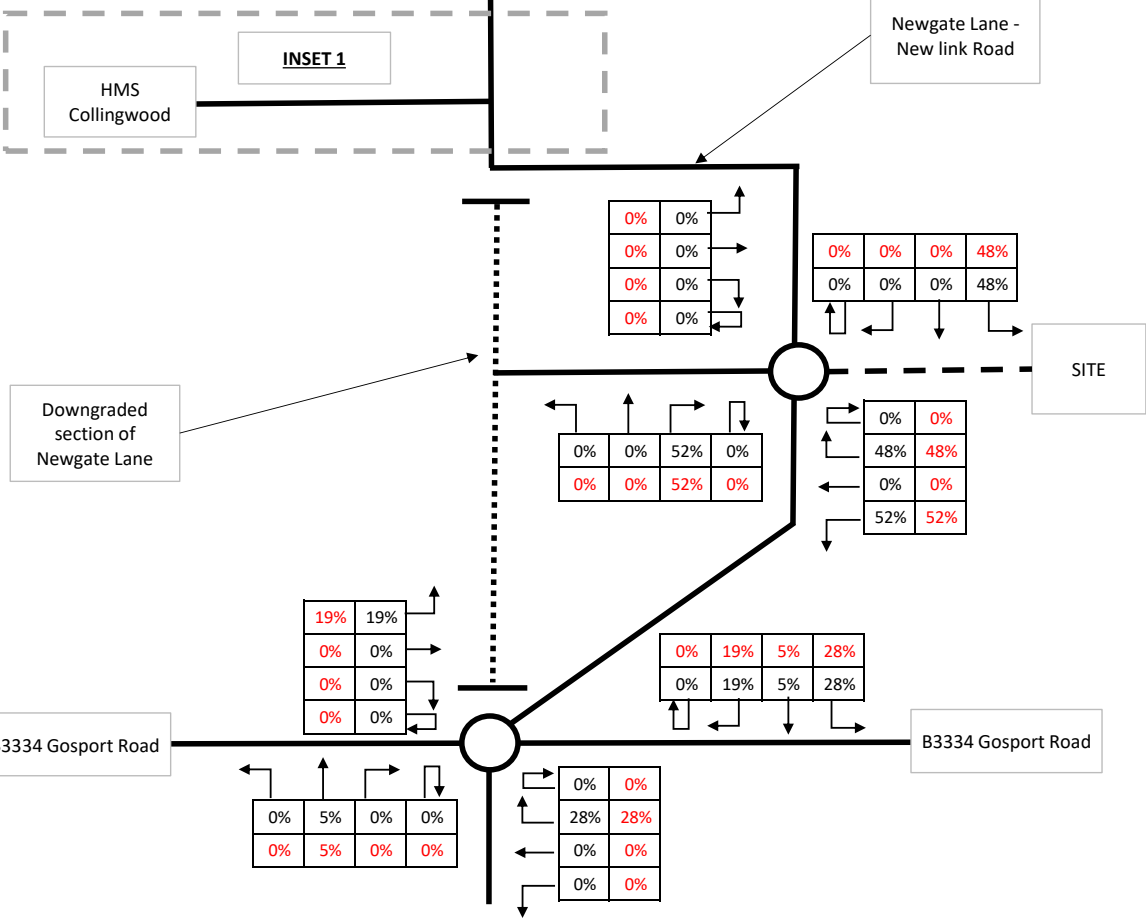 Newgate Lane -
New link Road
INSET 1
HMS
Collingwood
0% 0%
0% 0%
0% 0%
0% 0%
0% 0% 0% 48%
0% 0% 0% 48%
SITE
Downgraded
section of
Newgate Lane
0% 0% 52% 0%
0% 0% 52% 0%
0% 0%
48% 48%
0% 0%
52% 52%
19% 19%
0% 0%
0% 0%
0% 0%
0% 19% 5% 28%
0% 19% 5% 28%
3334 Gosport Road
B3334 Gosport Road
0% 5% 0% 0%
0% 5% 0% 0%
0% 0%
28% 28%
0% 0%
0% 0%